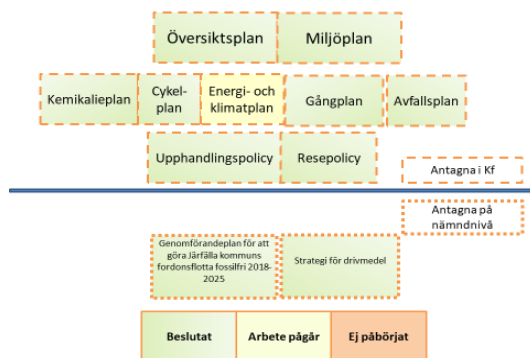 Översiktsplan
Miljöplan
Kemikalieplan
Cykel-
plan
Energi- och
klimatplan
Gångplan
Avfallsplan
Upphandlingspolicy
Resepolicy
Antagna i Kf
Antagna på
nämndnivå
Genomförandeplan för att
göra Järfälla kommuns
fordonsflotta fossilfri 2018-
2025
Strategi för drivmedel
Beslutat
Arbete pågår
Ej påbörjat